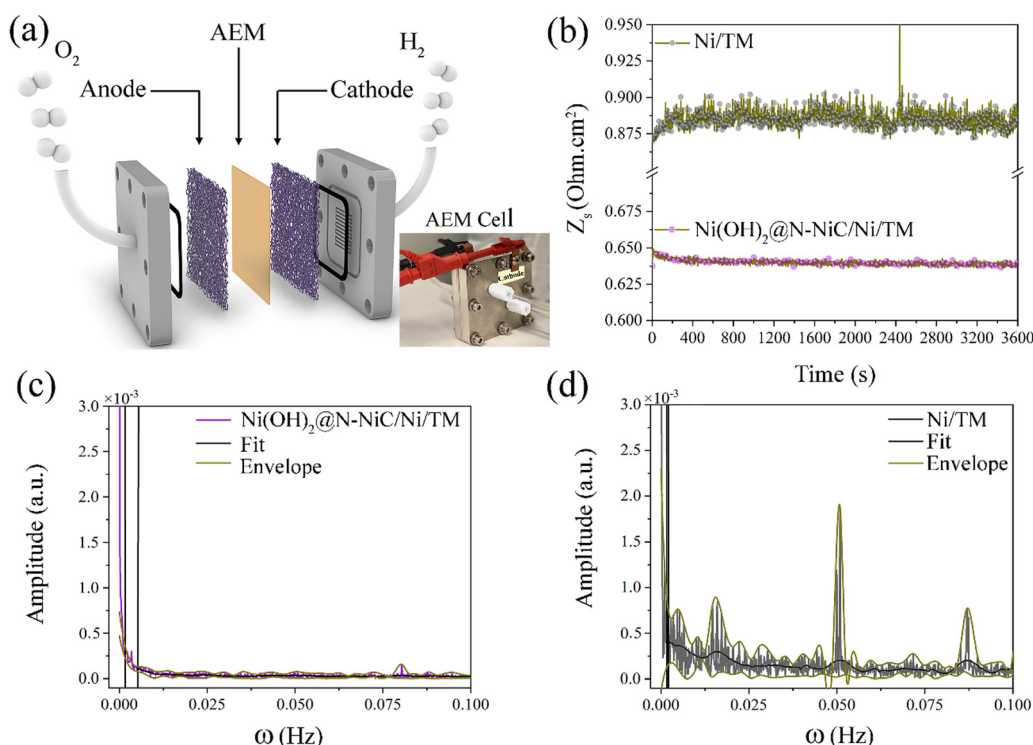 (a)
O₂
AEM
H₂
Anode
Cathode
AEM Cell
Cathode
(b)
0.950
0.925
0.900
0.875
0.675
0.650
0.625
0.600
Zₛ (Ohm.cm²)
Ni/TM
Ni(OH)₂@N-NiC/Ni/TM
0 400 800 1200 1600 2000 2400 2800 3200 3600
Time (s)
(c)
×10⁻³
3.0
2.5
2.0
1.5
1.0
0.5
0.0
Amplitude (a.u.)
Ni(OH)₂@N-NiC/Ni/TM
Fit
Envelope
0.000 0.025 0.050 0.075 0.100
ω (Hz)
(d)
×10⁻³
3.0
2.5
2.0
1.5
1.0
0.5
0.0
Amplitude (a.u.)
Ni/TM
Fit
Envelope
0.000 0.025 0.050 0.075 0.100
ω (Hz)